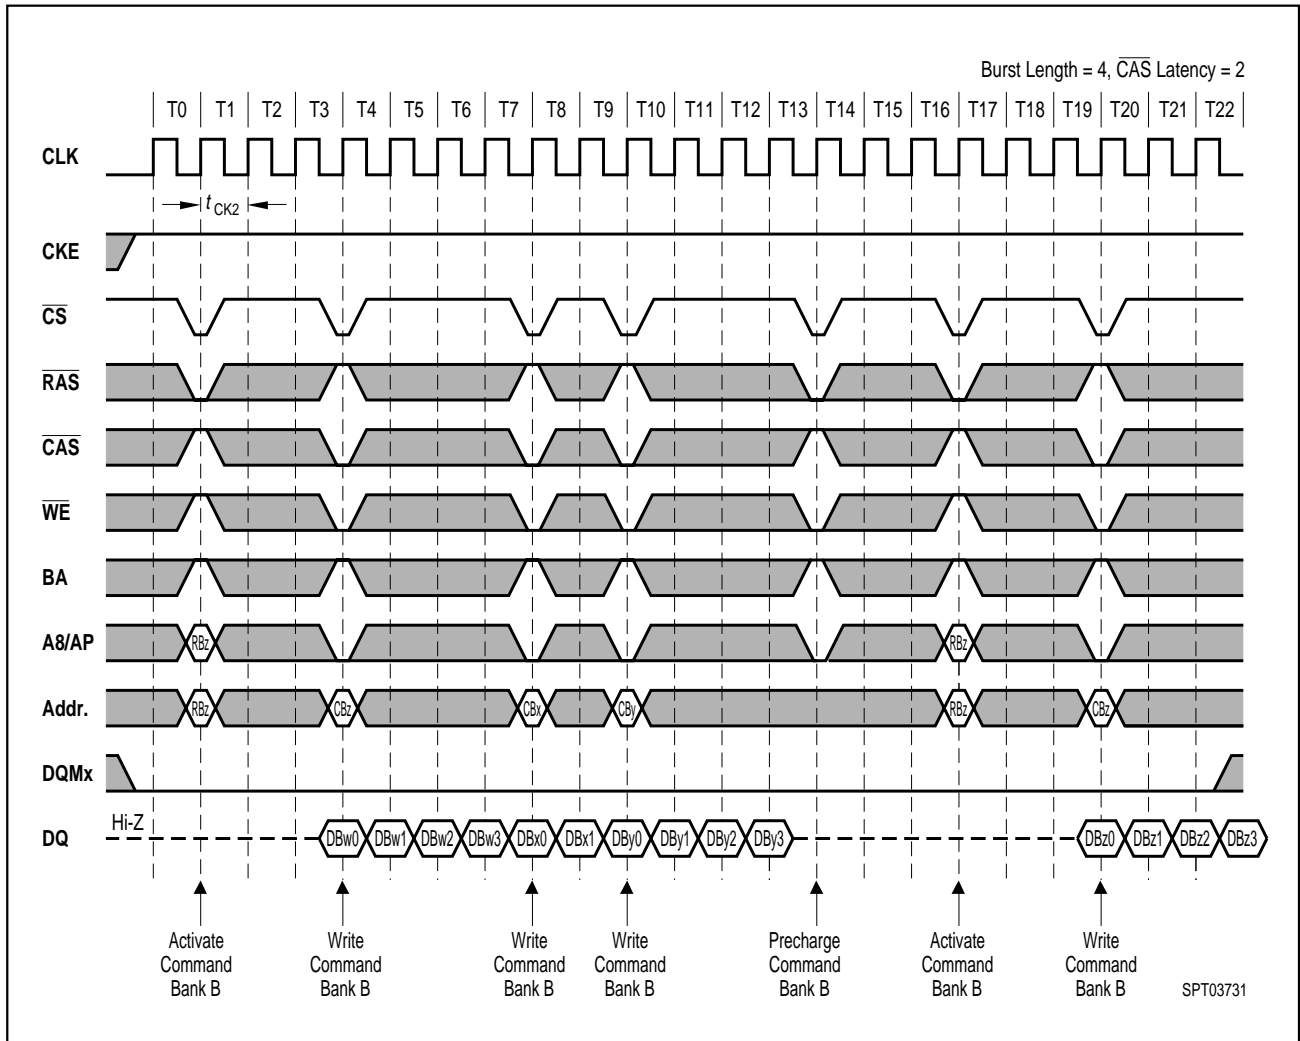 Burst Length = 4, CAS Latency = 2
T0 T1 T2 T3 T4 T5 T6 T7 T8 T9 T10 T11 T12 T13 T14 T15 T16 T17 T18 T19 T20 T21 T22
CLK
t CK2
CKE
CS
RAS
CAS
WE
BA
A8/AP RBz RBz
Addr. RBz CBz CBx CBy RBz CBz
DQMx
Hi-Z
DQ DBw0 DBw1 DBw2 DBw3 DBx0 DBx1 DBy0 DBy1 DBy2 DBy3 DBz0 DBz1 DBz2 DBz3
Activate Write Write Write Precharge Activate Write
Command Command Command Command Command Command Command
Bank B Bank B Bank B Bank B Bank B Bank B Bank B
SPT03731